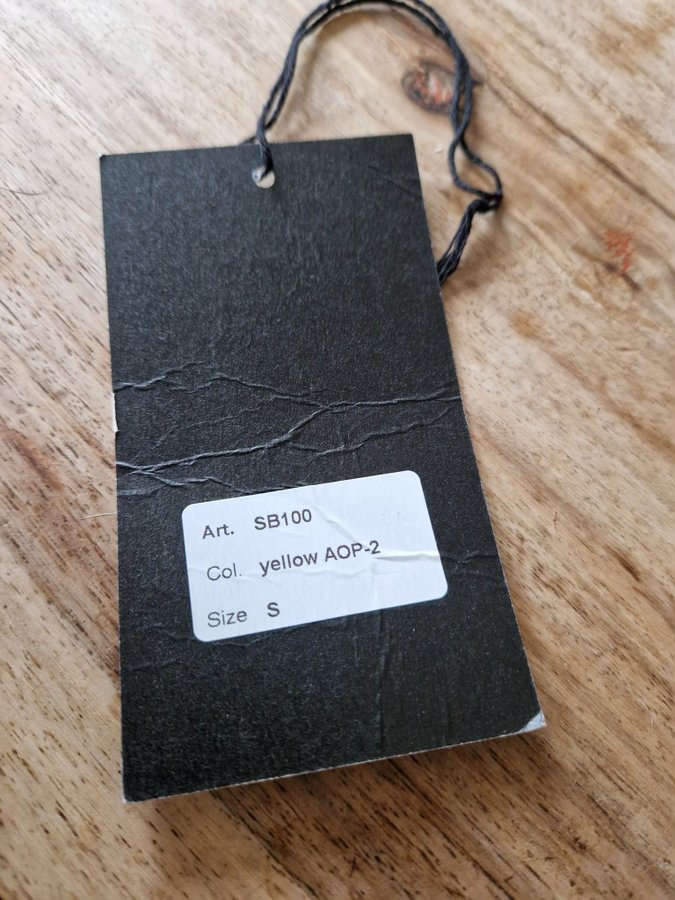 Art. SB100
Col. yellow AOP-2
Size S